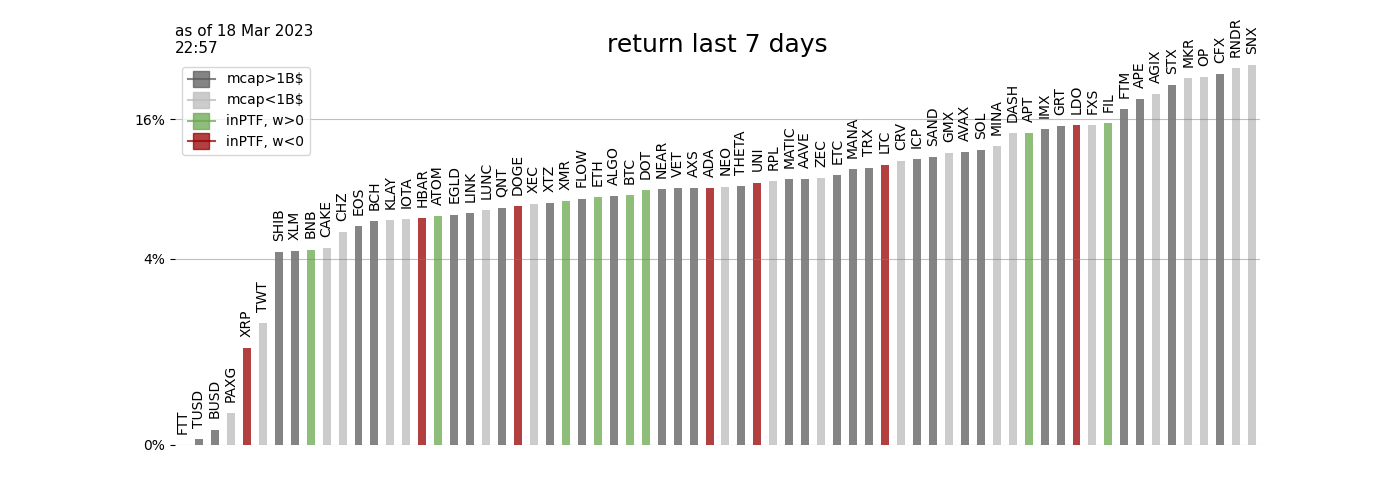 as of 18 Mar 2023
22:57
return last 7 days
mcap>1B$
mcap<1B$
inPTF, w>0
inPTF, w<0
16%
4%
0%
FTT
TUSD
BUSD
PAXG
XRP
TWT
SHIB
XLM
BNB
CAKE
CHZ
EOS
BCH
KLAY
IOTA
HBAR
ATOM
EGLD
LINK
LUNC
QNT
DOGE
XEC
XTZ
XMR
FLOW
ETH
ALGO
BTC
DOT
NEAR
VET
AXS
ADA
NEO
THETA
UNI
RPL
MATIC
AAVE
ZEC
ETC
MANA
TRX
LTC
CRV
ICP
SAND
GMX
AVAX
SOL
MINA
DASH
APT
IMX
GRT
LDO
FXS
FIL
FTM
APE
AGIX
STX
MKR
OP
CFX
RNDR
SNX